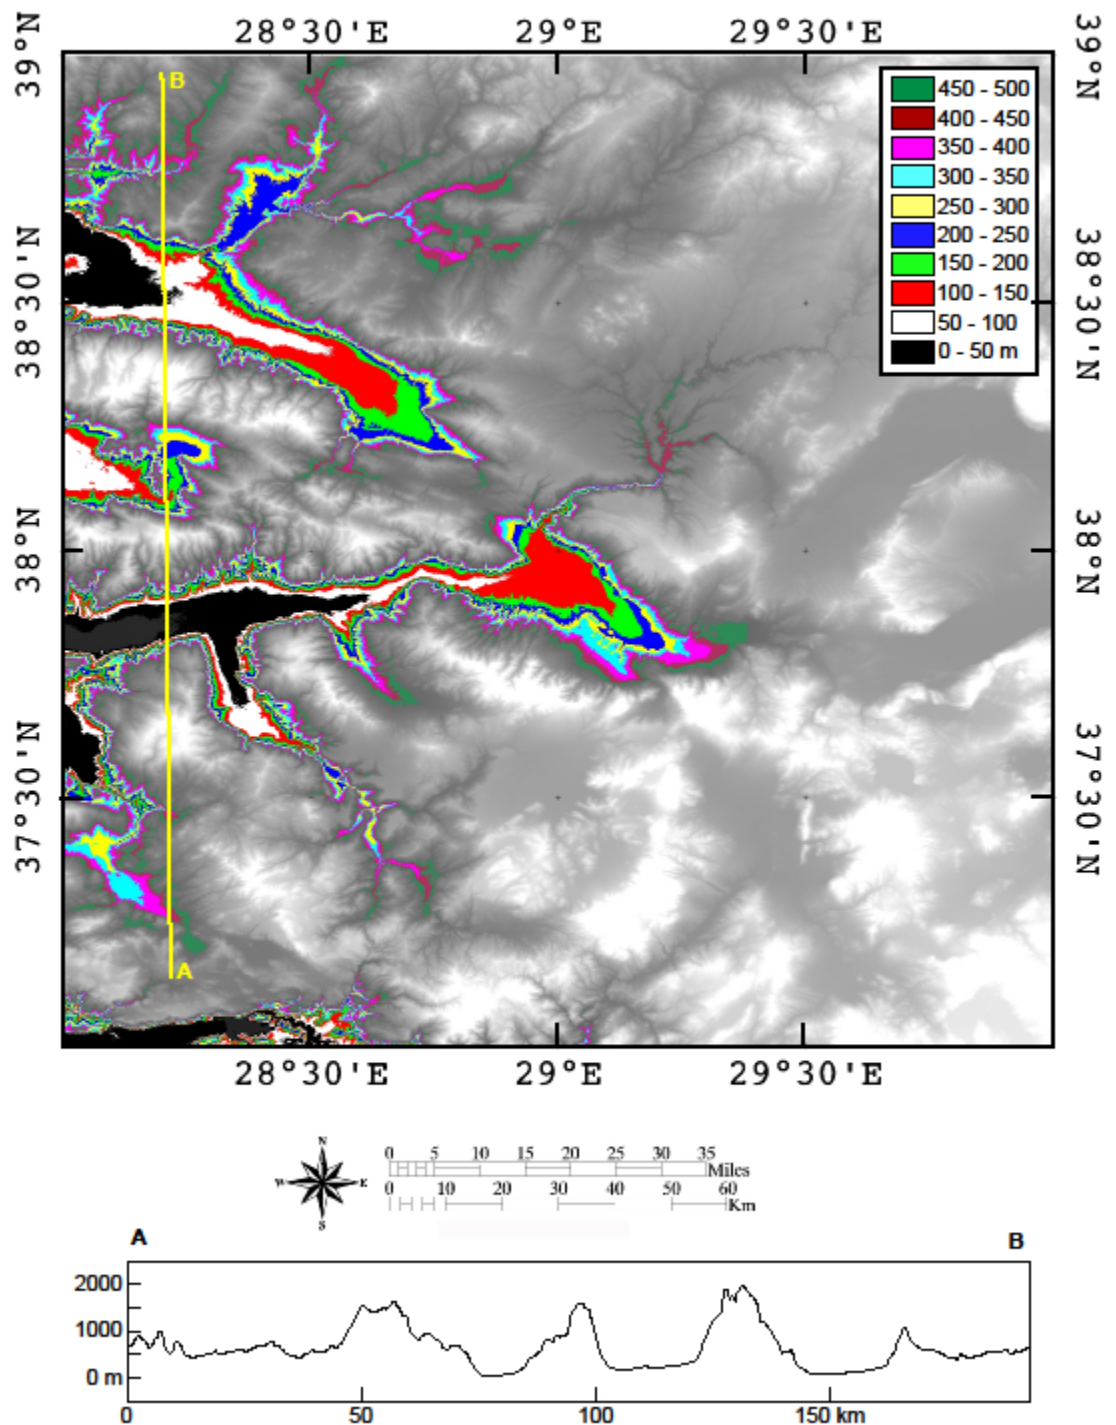 28°30'E 29°E 29°30'E
39°N
39°N
B
450 - 500
400 - 450
350 - 400
300 - 350
250 - 300
200 - 250
150 - 200
100 - 150
50 - 100
0 - 50 m
38°30'N
38°30'N
38°N
38°N
37°30'N
37°30'N
A
28°30'E 29°E 29°30'E
N
W E
S
0 5 10 15 20 25 30 35
Miles
0 10 20 30 40 50 60
Km
A B
2000
1000
0 m
0 50 100 150 km